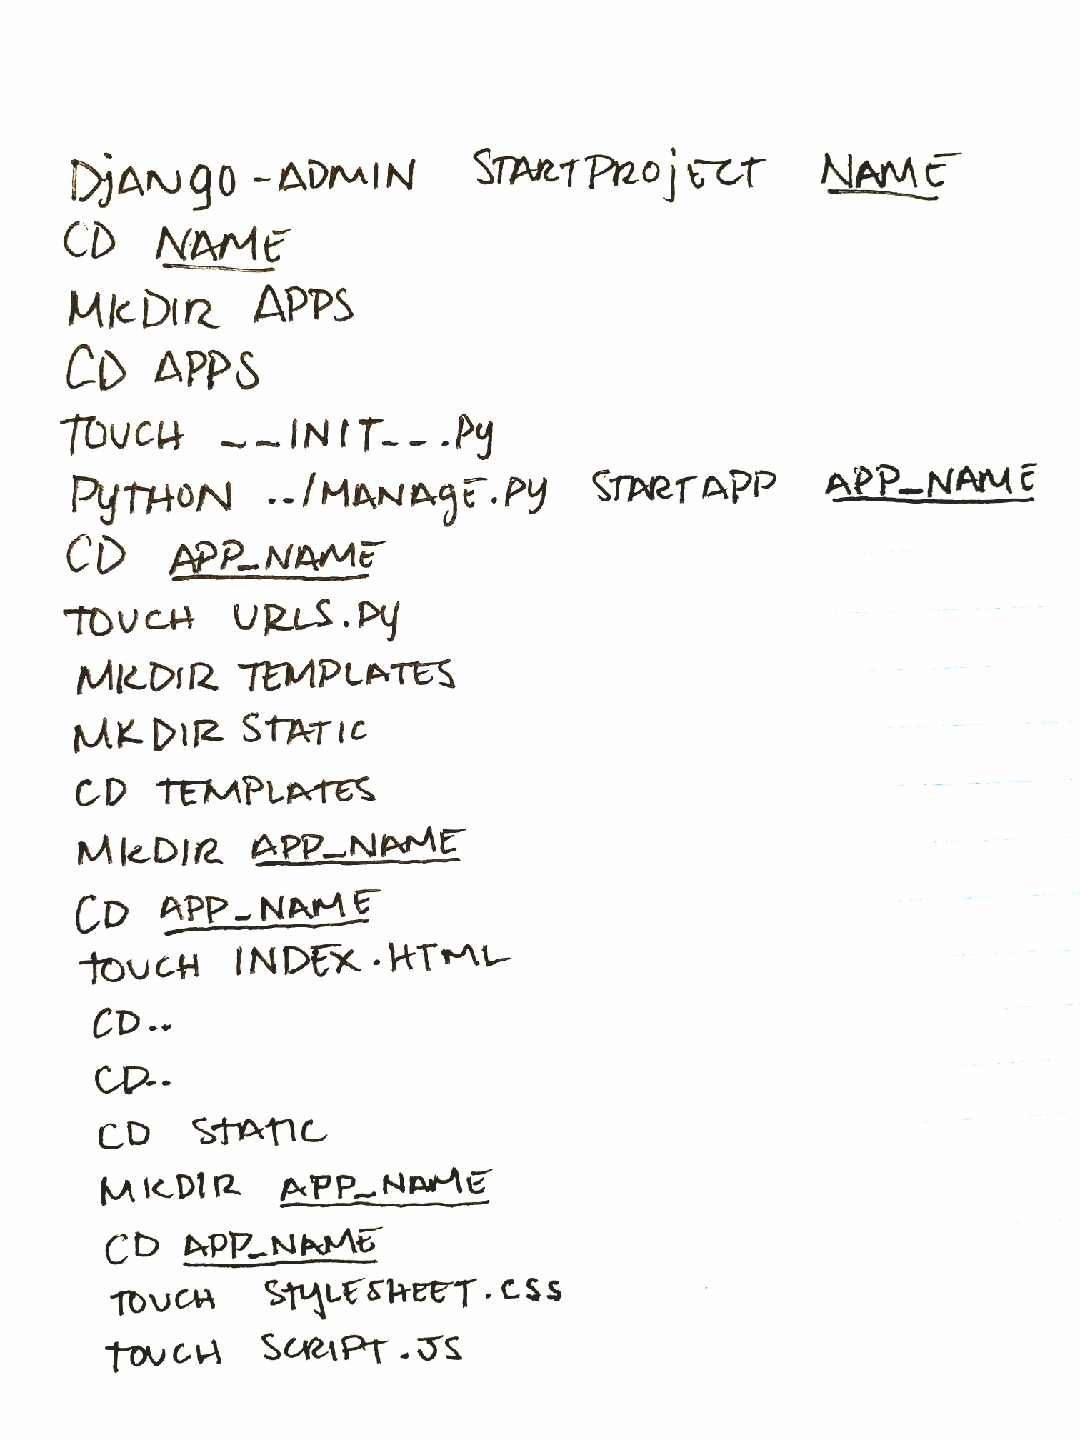 DjANgO-ADMIN STARTPROjECT NAME
CD NAME
MKDIR APPS
CD APPS
TOUCH __INIT__.Py
PyTHON ../MANAgE.Py STARTAPP APP_NAME
CD APP_NAME
TOUCH URLS.Py
MKDIR TEMPLATES
MKDIR STATIC
CD TEMPLATES
MKDIR APP_NAME
CD APP_NAME
TOUCH INDEX.HTML
CD..
CD..
CD STATIC
MKDIR APP_NAME
CD APP_NAME
TOUCH STYLESHEET.CSS
TOUCH SCRIPT.JS